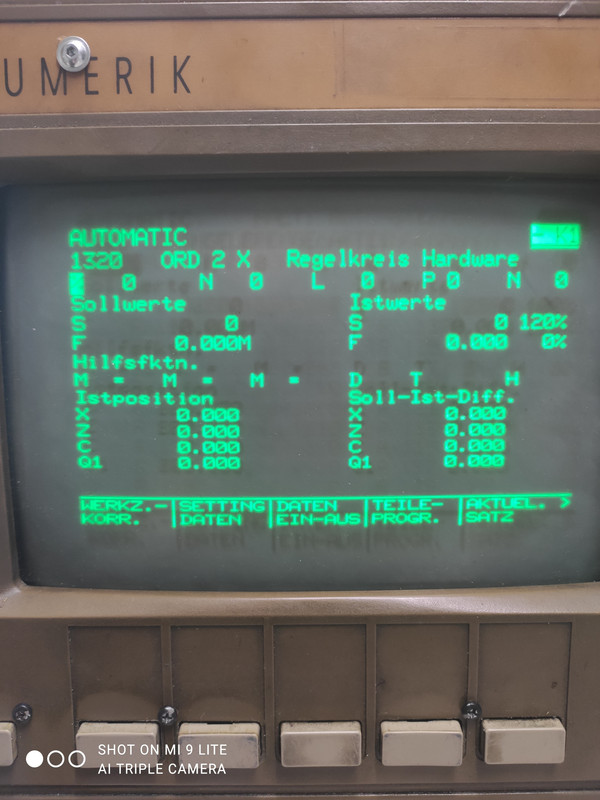 UMERIK
AUTOMATIC
1320 ORD 2 X Regelkreis Hardware
0 N 0 L 0 P 0 N 0
Sollwerte Istwerte
S 0 S 0 120%
F 0.000M F 0.000 0%
Hilfsfktn.
M = M = M = D T H
Istposition Soll-Ist-Diff.
X 0.000 X 0.000
Z 0.000 Z 0.000
C 0.000 C 0.000
Q1 0.000 Q1 0.000
WERKZ.- SETTING DATEN TEILE- AKTUEL. >
KORR. DATEN EIN-AUS PROGR. SATZ
SHOT ON MI 9 LITE
AI TRIPLE CAMERA